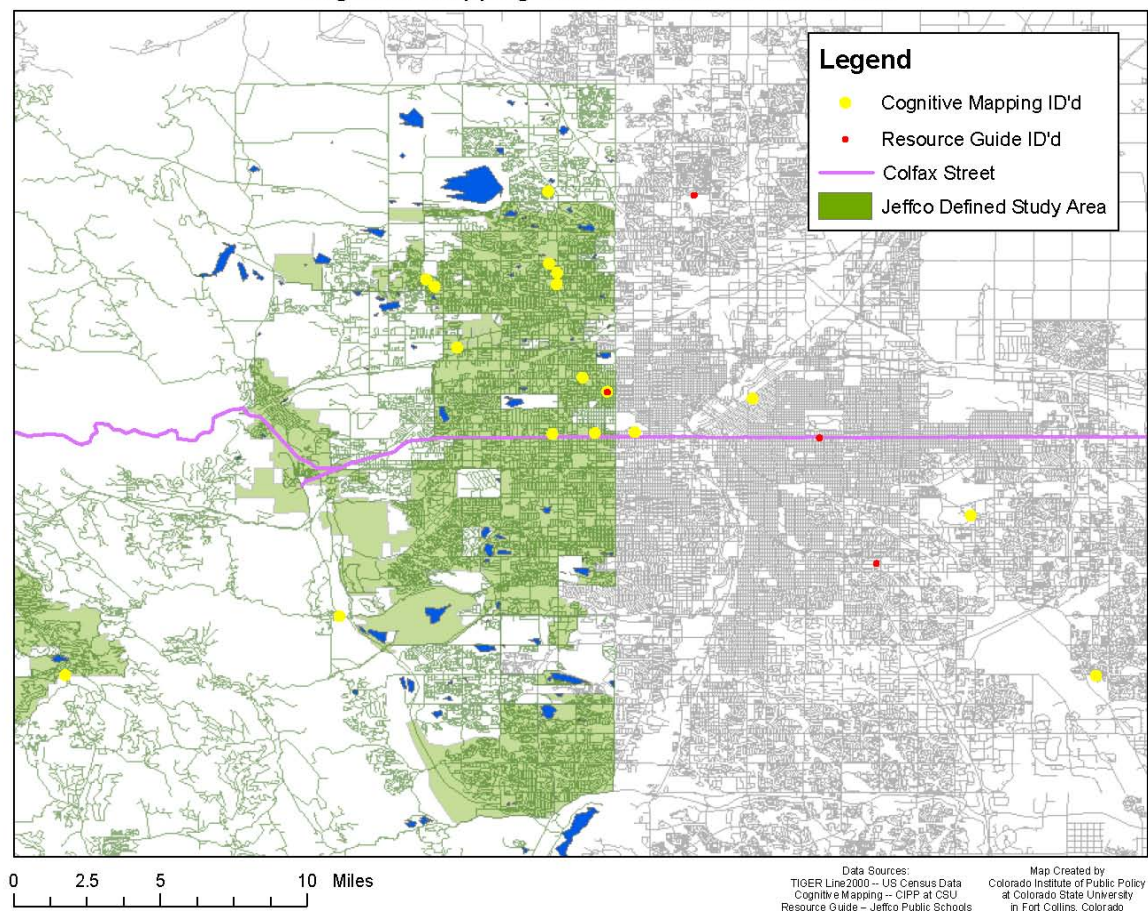 Legend
Cognitive Mapping ID'd
Resource Guide ID'd
Colfax Street
Jeffco Defined Study Area
0 2.5 5 10 Miles
Data Sources:
TIGER Line2000 -- US Census Data
Cognitive Mapping -- CIPP at CSU
Resource Guide – Jeffco Public Schools
Map Created by
Colorado Institute of Public Policy
at Colorado State University
in Fort Collins, Colorado